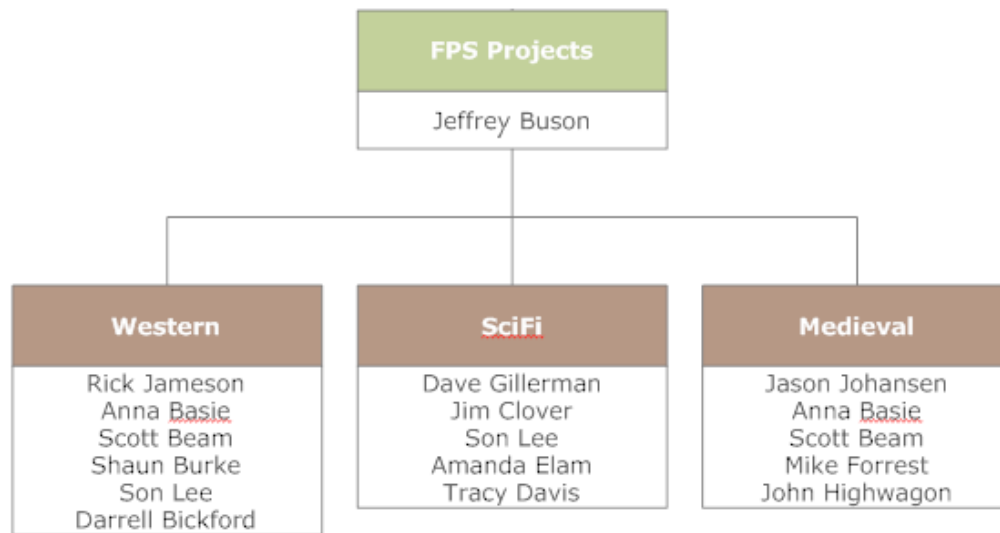 FPS Projects
Jeffrey Buson
Western
Rick Jameson
Anna Basie
Scott Beam
Shaun Burke
Son Lee
Darrell Bickford
SciFi
Dave Gillerman
Jim Clover
Son Lee
Amanda Elam
Tracy Davis
Medieval
Jason Johansen
Anna Basie
Scott Beam
Mike Forrest
John Highwagon